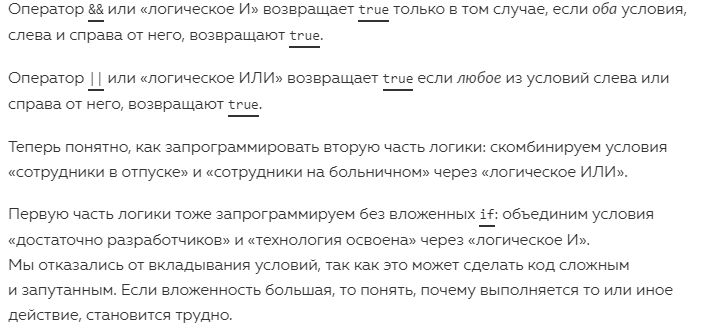 Оператор && или «логическое И» возвращает true только в том случае, если оба условия,
слева и справа от него, возвращают true.
Оператор || или «логическое ИЛИ» возвращает true если любое из условий слева или
справа от него, возвращают true.
Теперь понятно, как запрограммировать вторую часть логики: скомбинируем условия
«сотрудники в отпуске» и «сотрудники на больничном» через «логическое ИЛИ».
Первую часть логики тоже запрограммируем без вложенных if: объединим условия
«достаточно разработчиков» и «технология освоена» через «логическое И».
Мы отказались от вкладывания условий, так как это может сделать код сложным
и запутанным. Если вложенность большая, то понять, почему выполняется то или иное
действие, становится трудно.